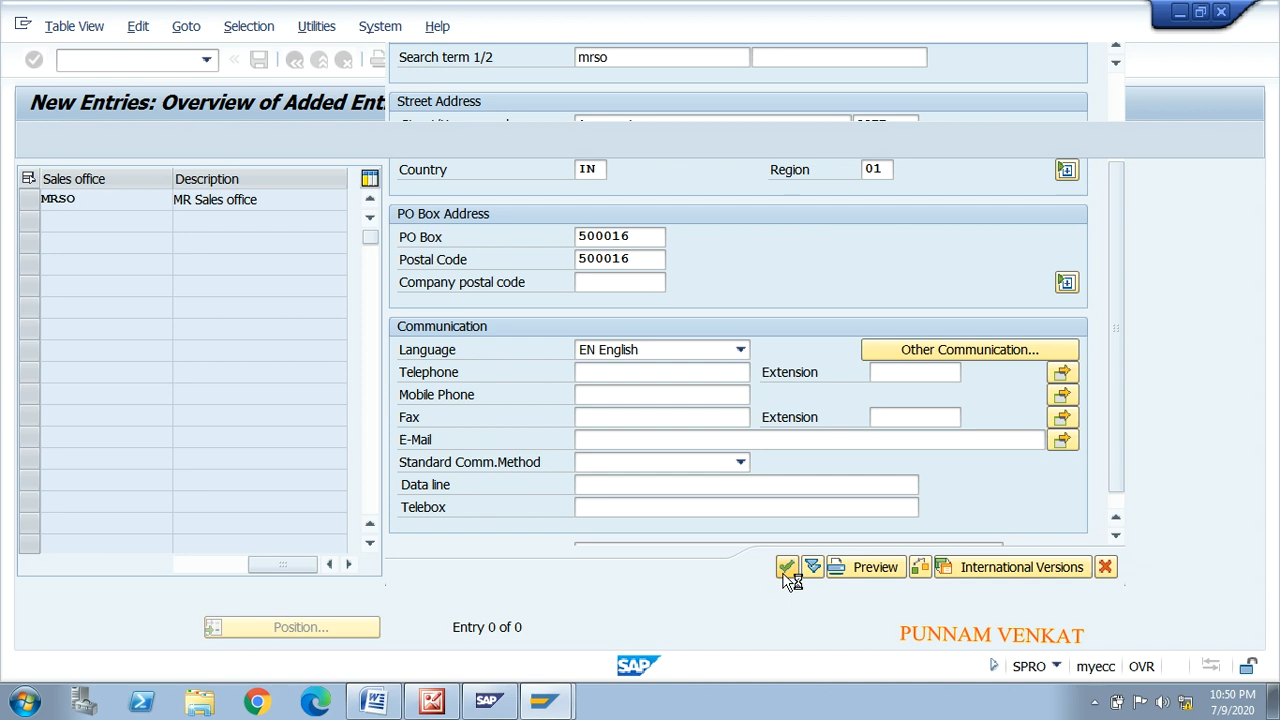 Table View Edit Goto Selection Utilities System Help
Search term 1/2 mrso
New Entries: Overview of Added Ent
Street Address
Sales office Description
MRSO MR Sales office
Country IN Region 01
PO Box Address
PO Box 500016
Postal Code 500016
Company postal code
Communication
Language EN English Other Communication...
Telephone Extension
Mobile Phone
Fax Extension
E-Mail
Standard Comm.Method
Data line
Telebox
Preview International Versions
Position... Entry 0 of 0
PUNNAM VENKAT
SAP SPRO myecc OVR
SAP
10:50 PM
7/9/2020